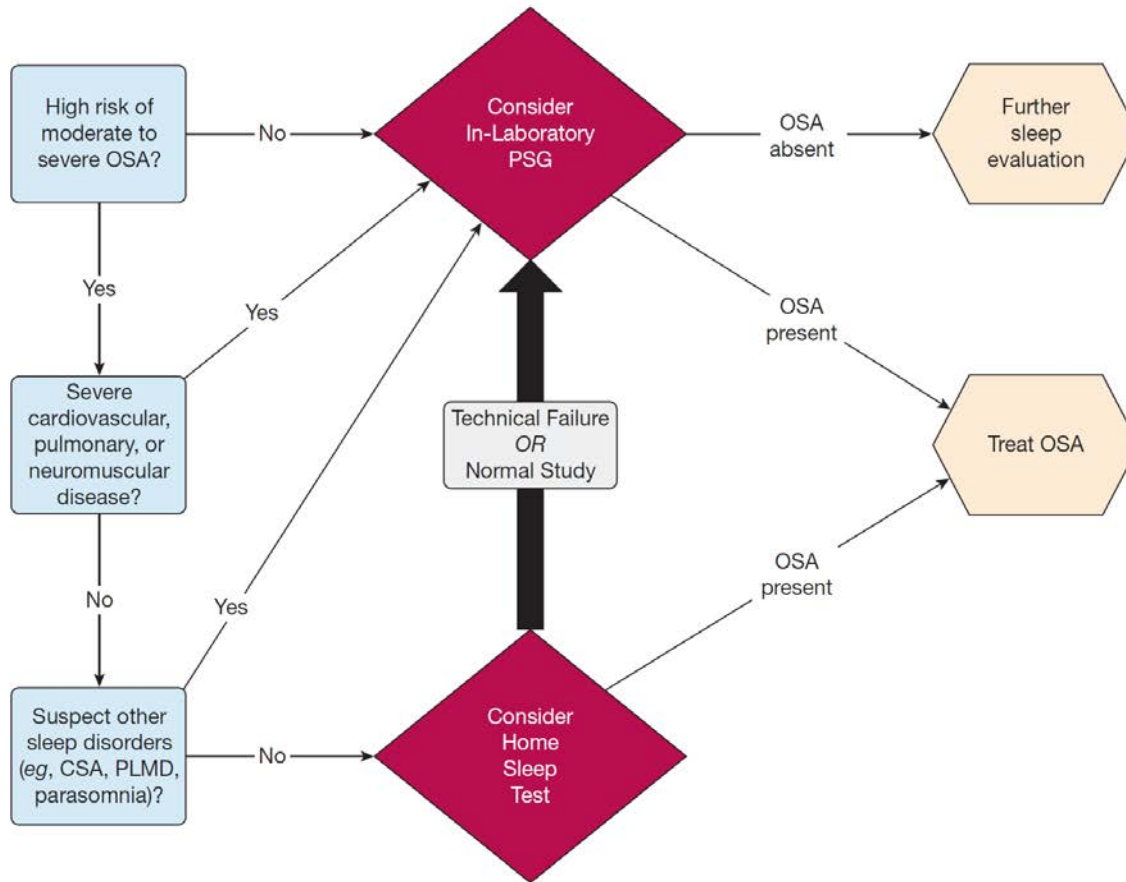 High risk of
moderate to
severe OSA?
No
Consider
In-Laboratory
PSG
OSA
absent
Further
sleep
evaluation
Yes
Yes
OSA
present
Severe
cardiovascular,
pulmonary, or
neuromuscular
disease?
Technical Failure
OR
Normal Study
Treat OSA
No
Yes
OSA
present
Suspect other
sleep disorders
(eg, CSA, PLMD,
parasomnia)?
No
Consider
Home
Sleep
Test